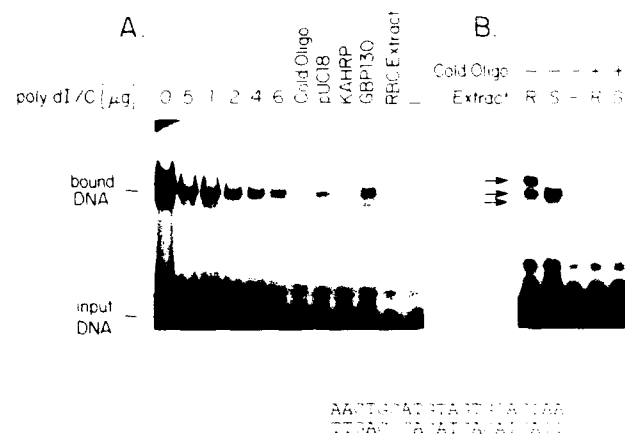 A.
B.
Cold Oligo
pUC18
KAHRP
GBP130
RBC Extract
—
Cold Oligo — — — + +
poly dI/C [μg] 0 .5 1 2 4 6
Extract R S — R S
bound DNA —
input DNA —